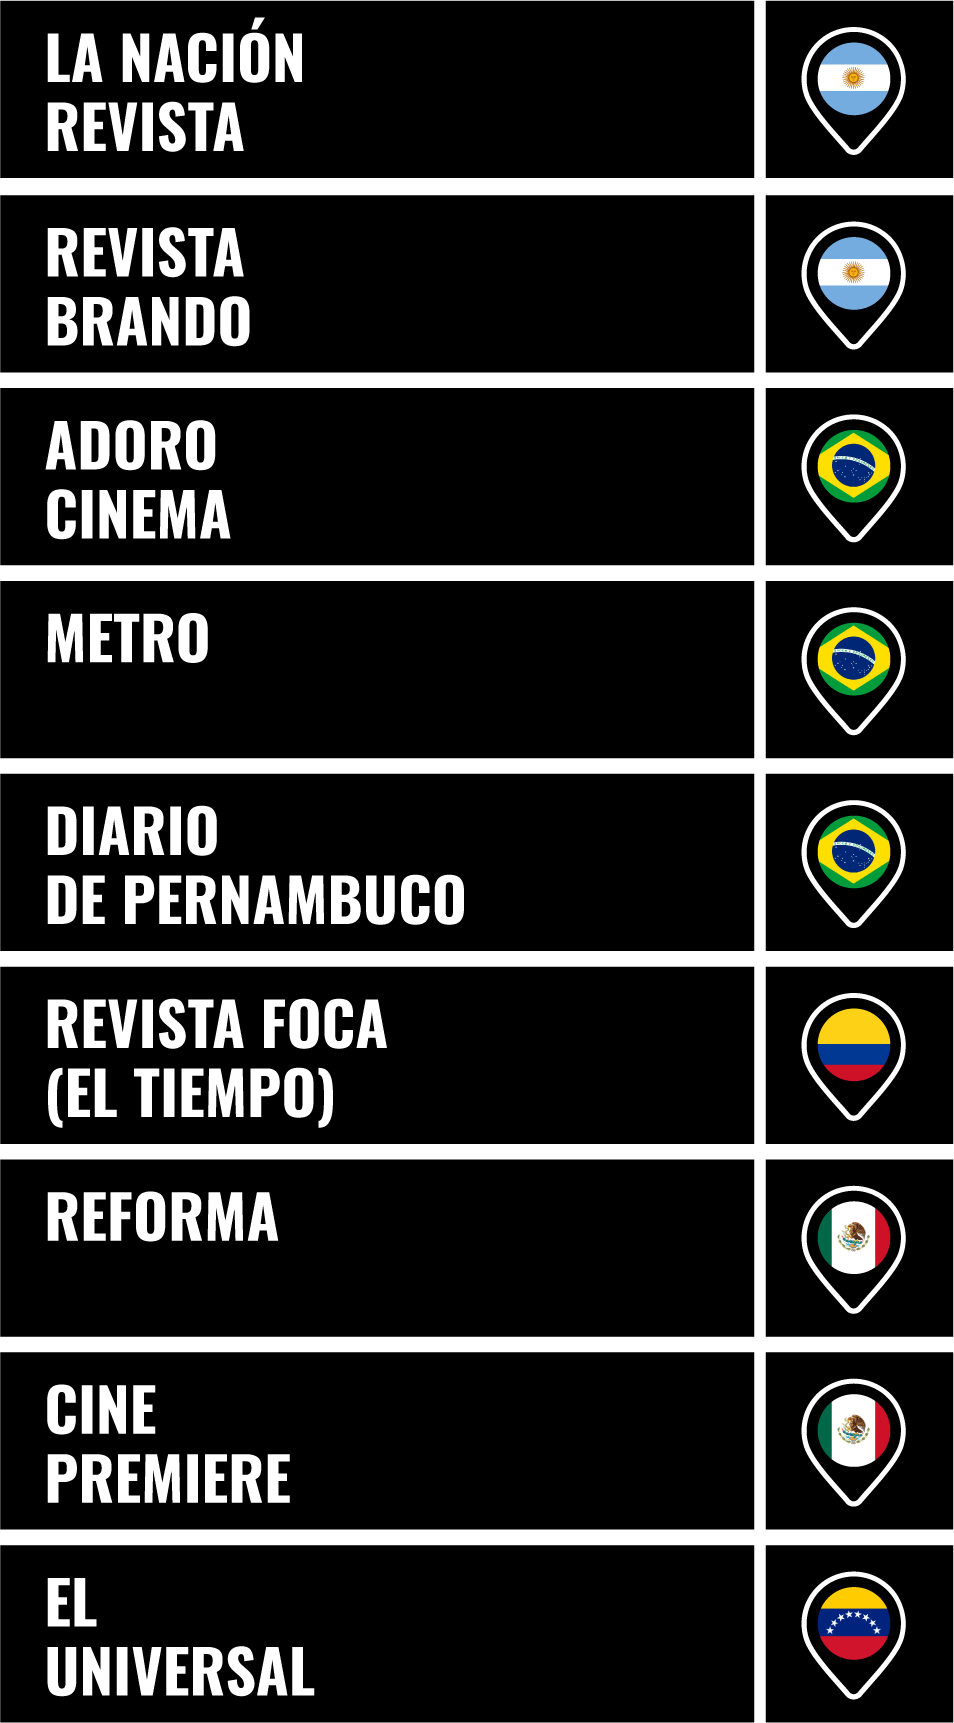 LA NACIÓN
REVISTA
REVISTA
BRANDO
ADORO
CINEMA
METRO
DIARIO
DE PERNAMBUCO
REVISTA FOCA
(EL TIEMPO)
REFORMA
CINE
PREMIERE
EL
UNIVERSAL